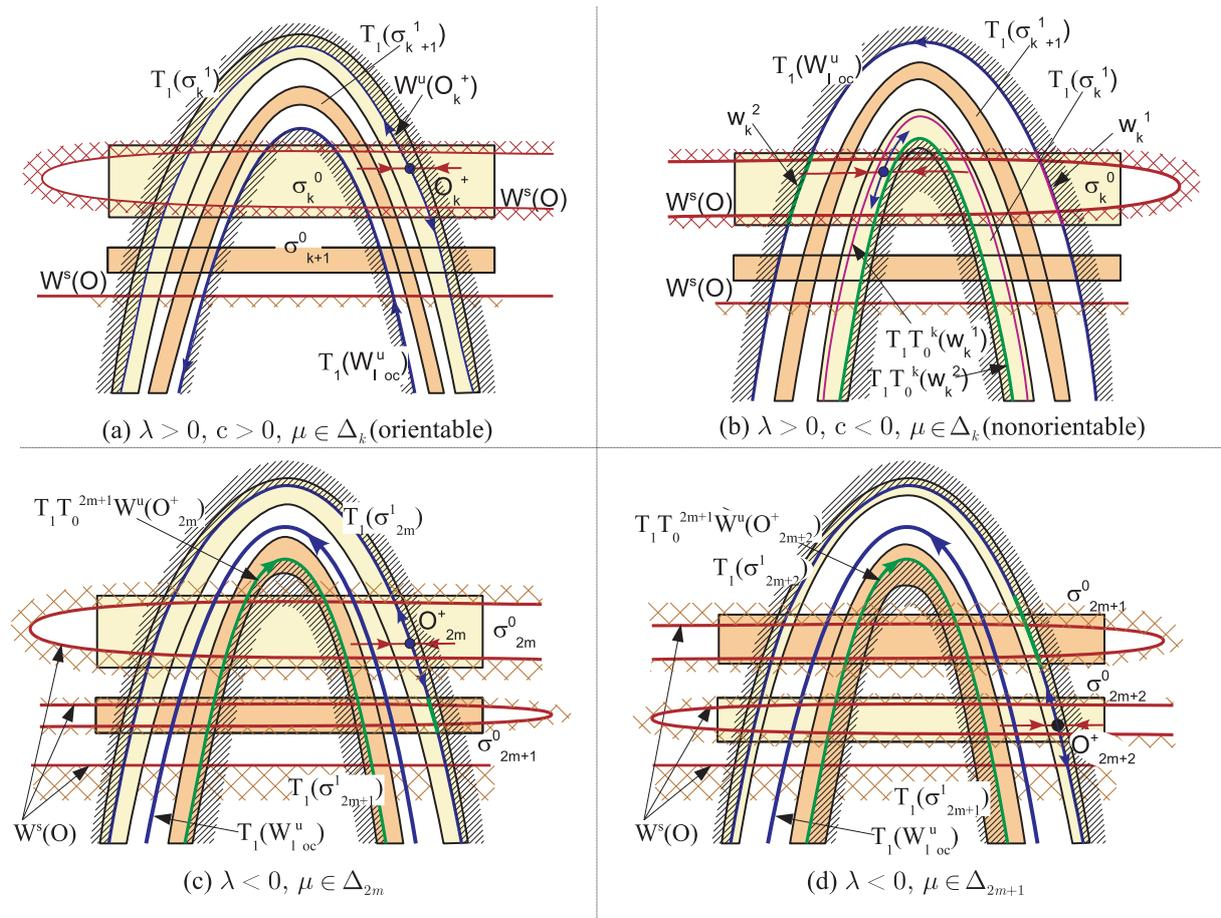 T₁(σₖ₊₁¹)
T₁(σₖ¹)
Wᵘ(Oₖ⁺)
σₖ⁰
Oₖ⁺
Wˢ(O)
σ⁰ₖ₊₁
Wˢ(O)
T₁(Wᵘₗₒc)
(a) λ > 0, c > 0, μ ∈ Δₖ (orientable)
T₁(σₖ₊₁¹)
T₁(Wᵘₗₒc)
T₁(σₖ¹)
wₖ²
wₖ¹
σₖ⁰
Wˢ(O)
Wˢ(O)
T₁T₀ᵏ(wₖ¹)
T₁T₀ᵏ(wₖ²)
(b) λ > 0, c < 0, μ ∈ Δₖ (nonorientable)
T₁T₀²ᵐ⁺¹Wᵘ(O⁺₂ₘ)
T₁(σ¹₂ₘ)
O⁺₂ₘ
σ⁰₂ₘ
σ⁰₂ₘ₊₁
T₁(σ¹₂ₘ₊₁)
Wˢ(O)
T₁(Wᵘₗₒc)
(c) λ < 0, μ ∈ Δ₂ₘ
T₁T₀²ᵐ⁺¹Wᵘ(O⁺₂ₘ₊₂)
T₁(σ¹₂ₘ₊₂)
σ⁰₂ₘ₊₁
σ⁰₂ₘ₊₂
O⁺₂ₘ₊₂
T₁(σ¹₂ₘ₊₁)
Wˢ(O)
T₁(Wᵘₗₒc)
(d) λ < 0, μ ∈ Δ₂ₘ₊₁